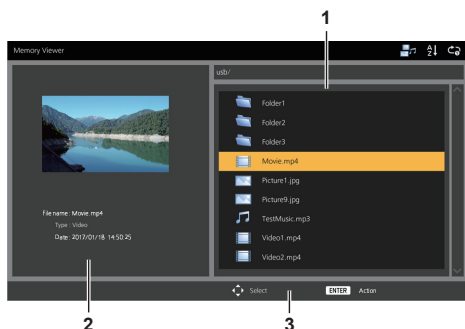 1
Memory Viewer
usb/
Folder1
Folder2
Folder3
Movie.mp4
Picture1.jpg
Picture9.jpg
TestMusic.mp3
Video1.mp4
Video2.mp4
File name : Movie.mp4
Type : Video
Date : 2017/01/18 14:50:25
Select ENTER Action
2 3